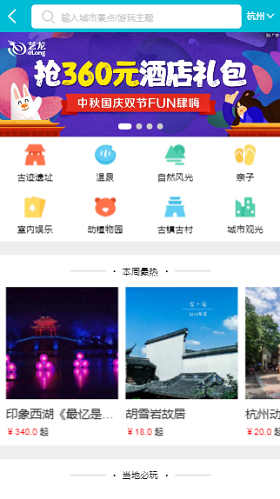 输入城市景点/游玩主题
杭州
艺龙
eLong
抢360元酒店礼包
中秋国庆双节FUN肆嗨
古迹遗址
温泉
自然风光
亲子
室内娱乐
动植物园
古镇古村
城市观光
本周最热
印象西湖《最忆是...
胡雪岩故居
杭州动
¥340.0 起
¥18.0 起
¥20.0 起
当地必玩